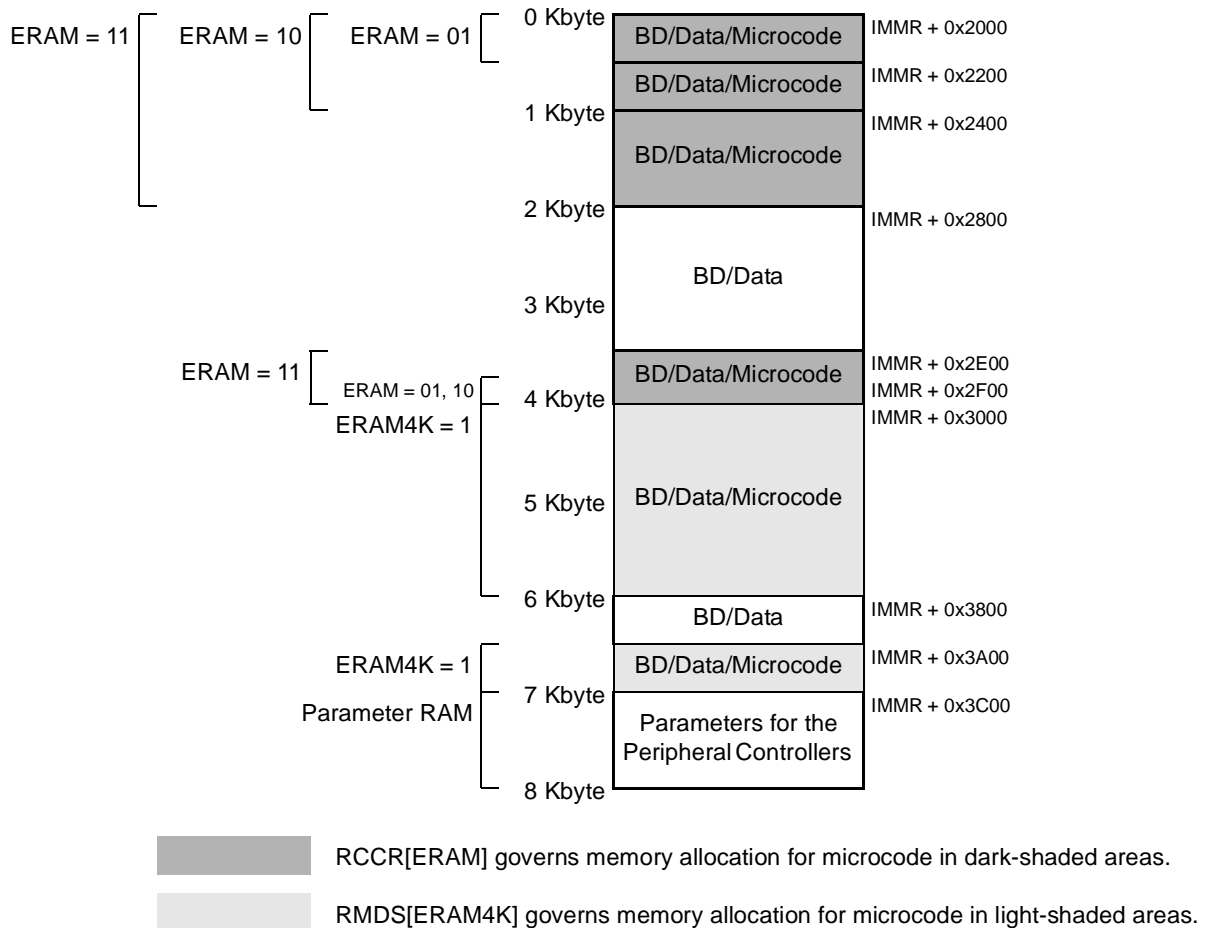 0 Kbyte
ERAM = 11 ERAM = 10 ERAM = 01 BD/Data/Microcode IMMR + 0x2000
BD/Data/Microcode IMMR + 0x2200
1 Kbyte
IMMR + 0x2400
BD/Data/Microcode
2 Kbyte
IMMR + 0x2800
BD/Data
3 Kbyte
ERAM = 11 BD/Data/Microcode IMMR + 0x2E00
ERAM = 01, 10 IMMR + 0x2F00
4 Kbyte
ERAM4K = 1 IMMR + 0x3000
5 Kbyte BD/Data/Microcode
6 Kbyte IMMR + 0x3800
BD/Data
ERAM4K = 1 BD/Data/Microcode IMMR + 0x3A00
7 Kbyte
Parameter RAM IMMR + 0x3C00
Parameters for the
Peripheral Controllers
8 Kbyte
RCCR[ERAM] governs memory allocation for microcode in dark-shaded areas.
RMDS[ERAM4K] governs memory allocation for microcode in light-shaded areas.